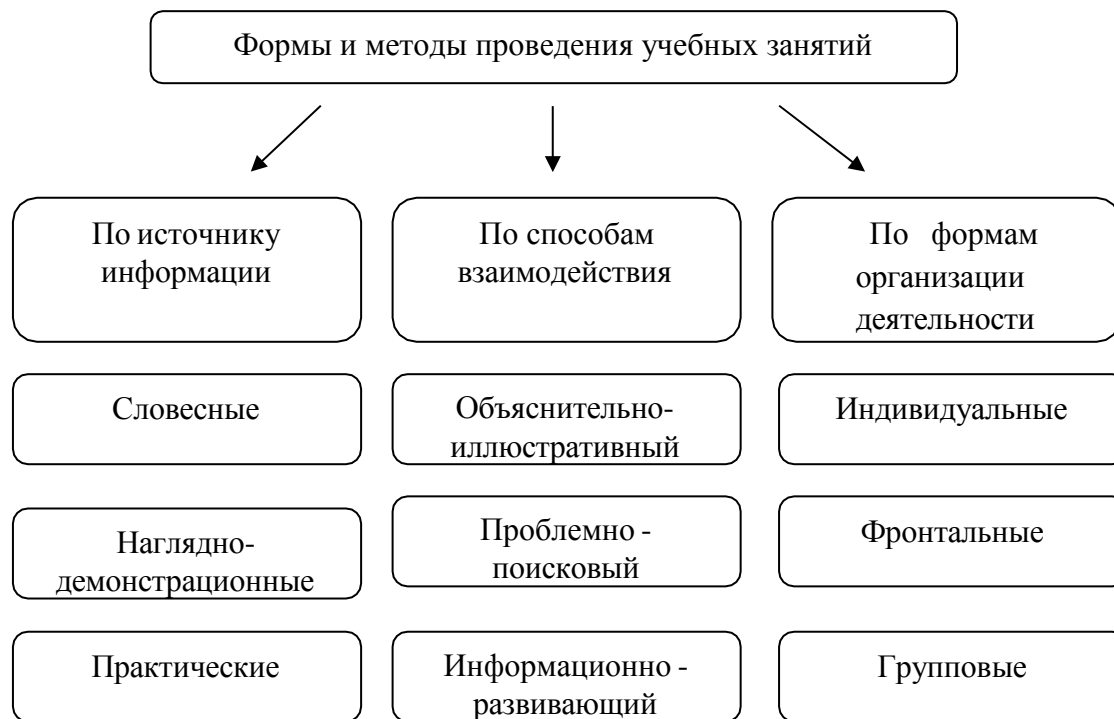 Формы и методы проведения учебных занятий
По источнику
информации
По способам
взаимодействия
По формам
организации
деятельности
Словесные
Объяснительно-
иллюстративный
Индивидуальные
Наглядно-
демонстрационные
Проблемно -
поисковый
Фронтальные
Практические
Информационно -
развивающий
Групповые